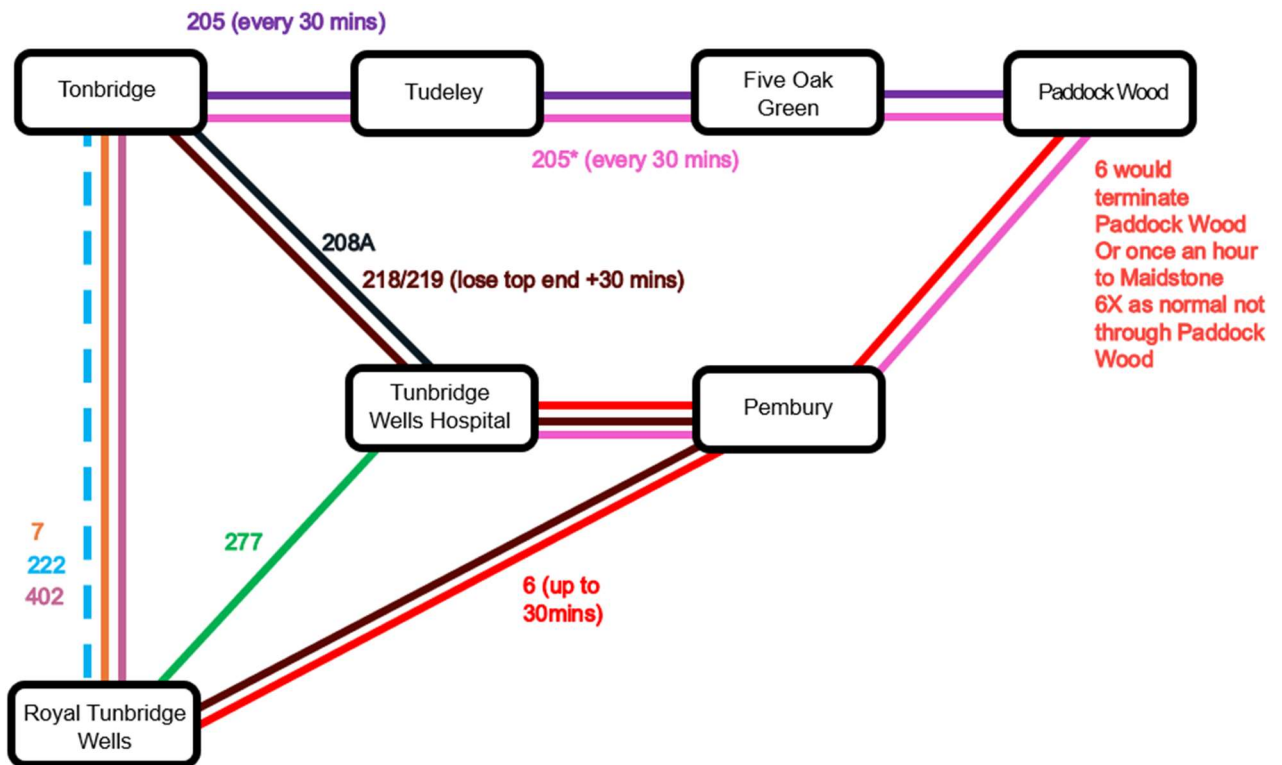 205 (every 30 mins)
Tonbridge
Tudeley
Five Oak
Green
Paddock Wood
205* (every 30 mins)
6 would
terminate
Paddock Wood
Or once an hour
to Maidstone
6X as normal not
through Paddock
Wood
208A
218/219 (lose top end +30 mins)
Tunbridge
Wells Hospital
Pembury
7
222
402
277
6 (up to
30mins)
Royal Tunbridge
Wells